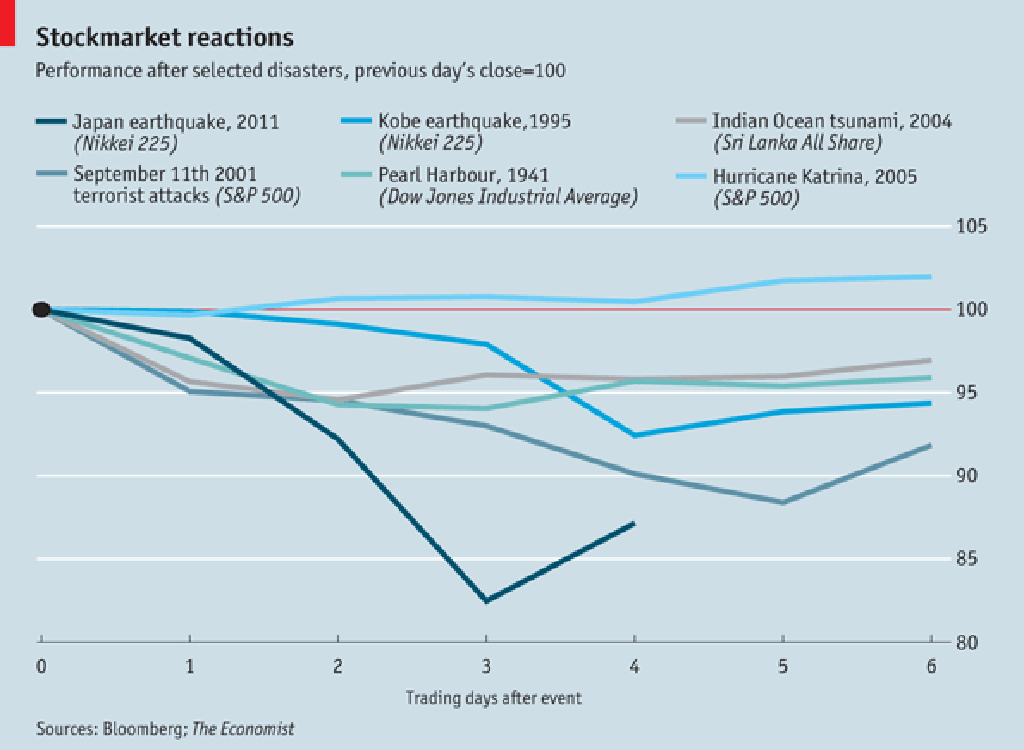 Stockmarket reactions
Performance after selected disasters, previous day's close=100
Japan earthquake, 2011
(Nikkei 225)
Kobe earthquake,1995
(Nikkei 225)
Indian Ocean tsunami, 2004
(Sri Lanka All Share)
September 11th 2001
terrorist attacks (S&P 500)
Pearl Harbour, 1941
(Dow Jones Industrial Average)
Hurricane Katrina, 2005
(S&P 500)
105
100
95
90
85
80
0 1 2 3 4 5 6
Trading days after event
Sources: Bloomberg; The Economist